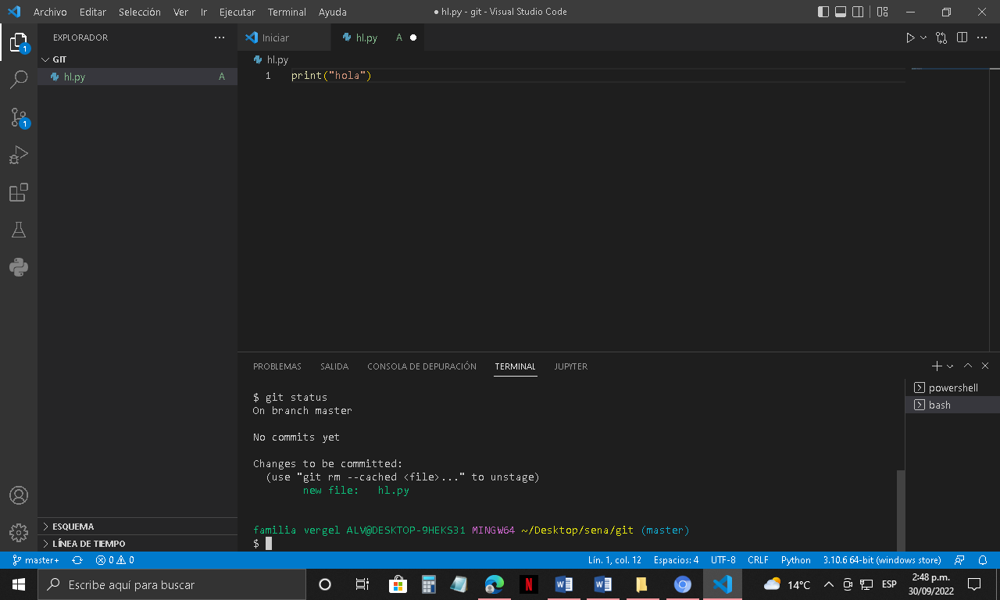 Archivo Editar Selección Ver Ir Ejecutar Terminal Ayuda
● hl.py - git - Visual Studio Code
EXPLORADOR
GIT
hl.py A
Iniciar
hl.py A
hl.py
1 print("hola")
1
1
PROBLEMAS SALIDA CONSOLA DE DEPURACIÓN TERMINAL JUPYTER
powershell
bash
$ git status
On branch master
No commits yet
Changes to be committed:
(use "git rm --cached <file>..." to unstage)
new file: hl.py
familia vergel ALV@DESKTOP-9HEKS31 MINGW64 ~/Desktop/sena/git (master)
$
ESQUEMA
LÍNEA DE TIEMPO
master+ 0 0 Lín. 1, col. 12 Espacios: 4 UTF-8 CRLF Python 3.10.6 64-bit (windows store)
Escribe aquí para buscar
N
14°C
ESP
2:48 p.m.
30/09/2022